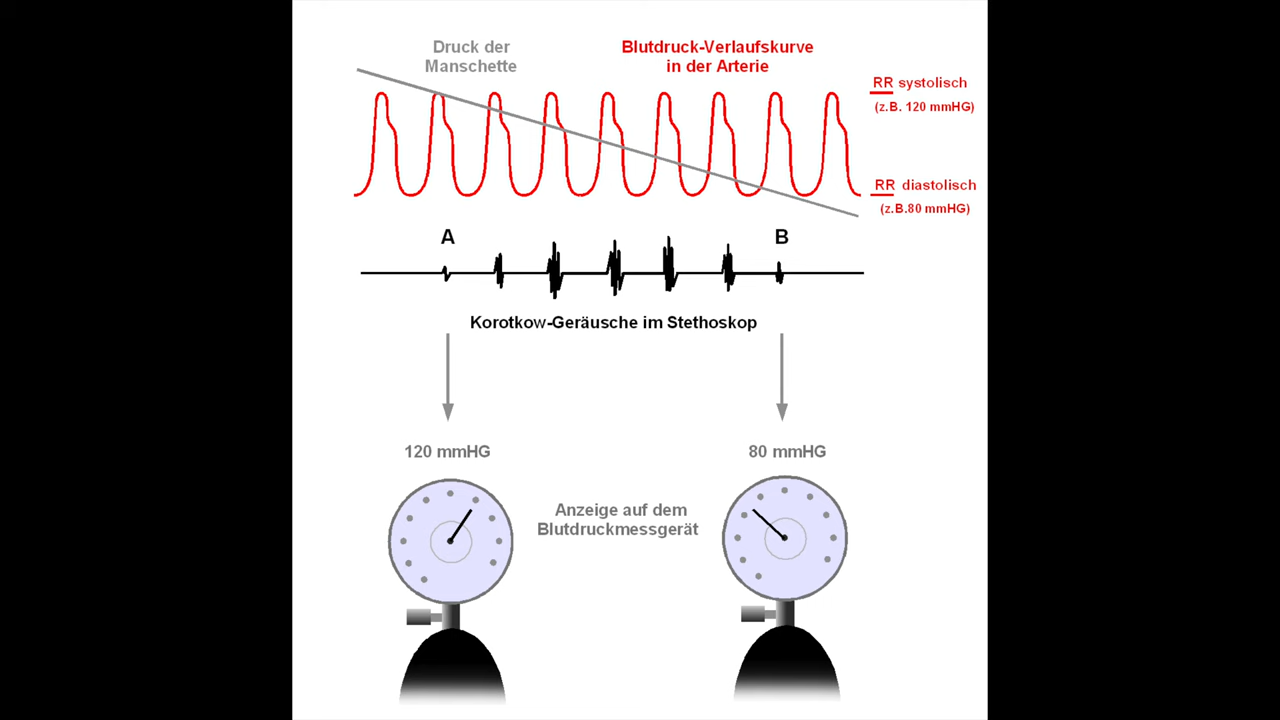 Druck der
Manschette
Blutdruck-Verlaufskurve
in der Arterie
RR systolisch
(z.B. 120 mmHG)
RR diastolisch
(z.B.80 mmHG)
A
B
Korotkow-Geräusche im Stethoskop
120 mmHG
80 mmHG
Anzeige auf dem
Blutdruckmessgerät